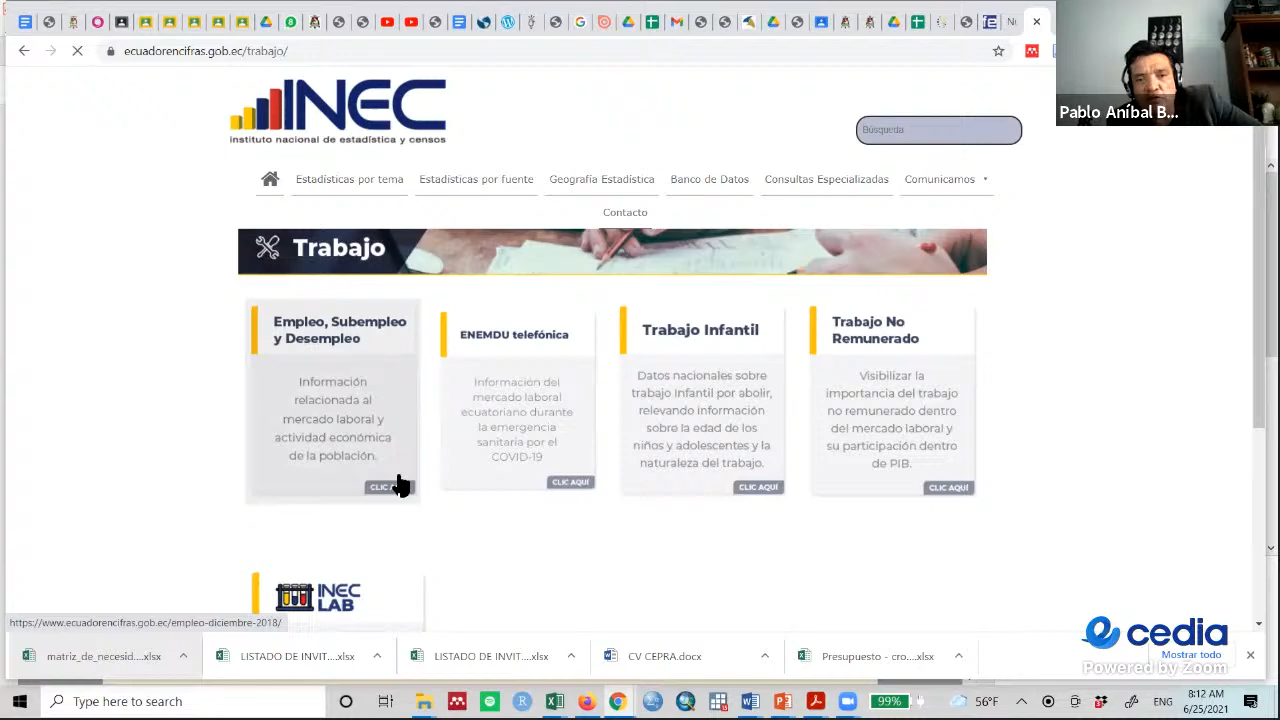 ecuadorencifras.gob.ec/trabajo/
Pablo Aníbal B...
INEC
instituto nacional de estadística y censos
Búsqueda
Estadísticas por tema
Estadísticas por fuente
Geografía Estadística
Banco de Datos
Consultas Especializadas
Comunicamos
Contacto
Trabajo
Empleo, Subempleo
y Desempleo
Información
relacionada al
mercado laboral y
actividad económica
de la población.
ENEMDU telefónica
Información del
mercado laboral
ecuatoriano durante
la emergencia
sanitaria por el
COVID-19
CLIC AQUÍ
Trabajo Infantil
Datos nacionales sobre
trabajo Infantil por abolir,
relevando información
sobre la edad de los
niños y adolescentes y la
naturaleza del trabajo.
CLIC AQUÍ
Trabajo No
Remunerado
Visibilizar la
importancia del trabajo
no remunerado dentro
del mercado laboral y
su participación dentro
de PIB.
CLIC AQUÍ
INEC
LAB
https://www.ecuadorencifras.gob.ec/empleo-diciembre-2018/
cedia
Powered by Zoom
matriz_de_necesid....xlsx
LISTADO DE INVIT....xlsx
LISTADO DE INVIT....xlsx
CV CEPRA.docx
Presupuesto - cro....xlsx
Mostrar todo
Type here to search
99%
56°F
ENG
8:12 AM
6/25/2021